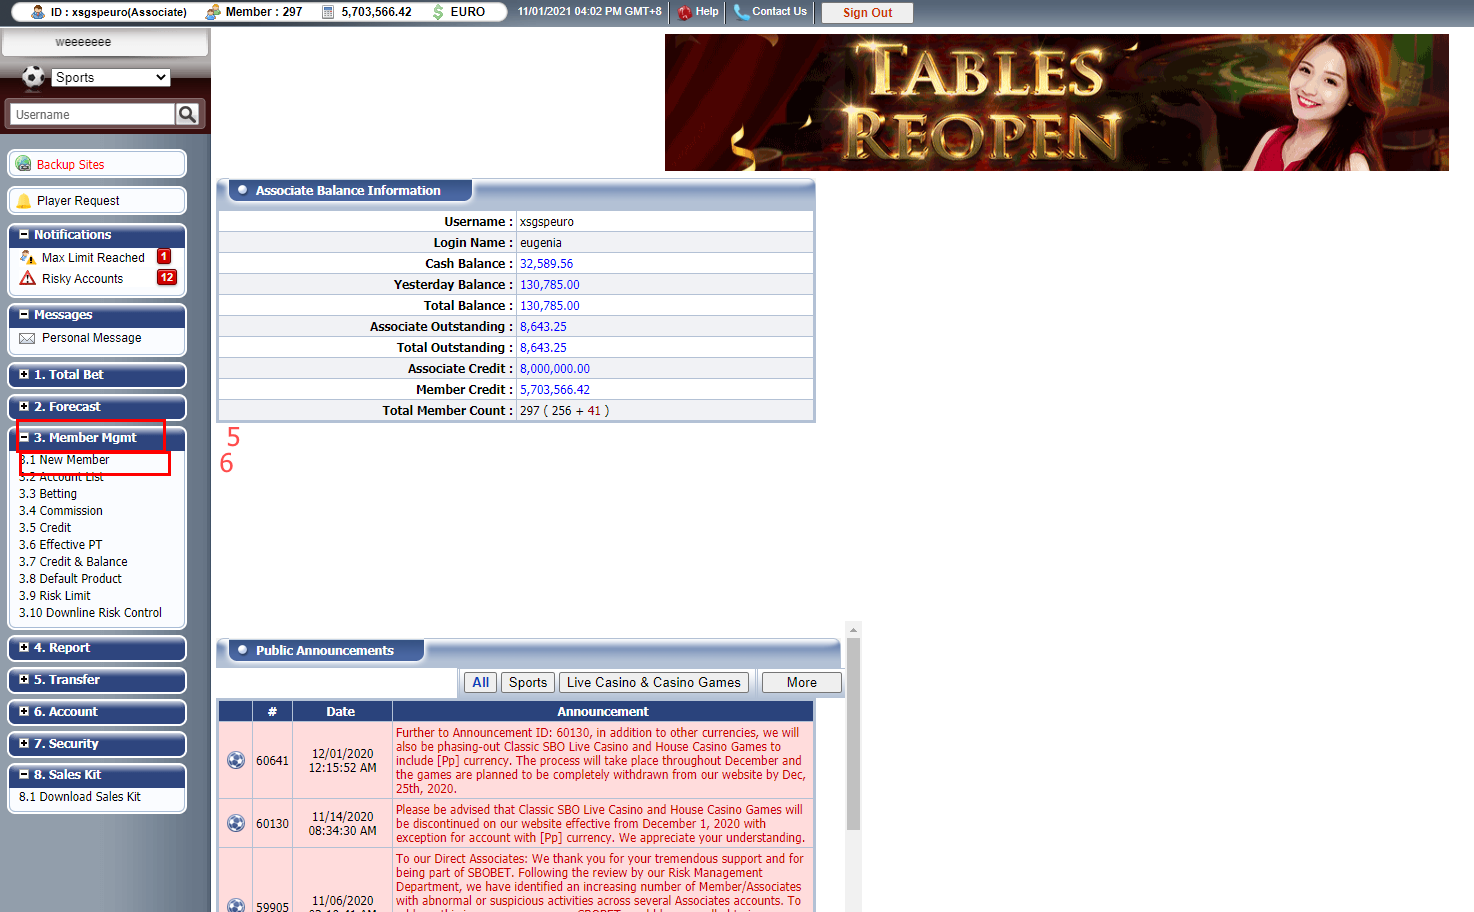 ID : xsgspeuro(Associate) Member : 297 5,703,566.42 EURO 11/01/2021 04:02 PM GMT+8 Help Contact Us Sign Out
weeeeeee
Sports
Username
Backup Sites
Player Request
Notifications
Max Limit Reached 1
Risky Accounts 12
Messages
Personal Message
1. Total Bet
2. Forecast
3. Member Mgmt
3.1 New Member
3.2 Account List
3.3 Betting
3.4 Commission
3.5 Credit
3.6 Effective PT
3.7 Credit & Balance
3.8 Default Product
3.9 Risk Limit
3.10 Downline Risk Control
4. Report
5. Transfer
6. Account
7. Security
8. Sales Kit
8.1 Download Sales Kit
TABLES
REOPEN
Associate Balance Information
Username : xsgspeuro
Login Name : eugenia
Cash Balance : 32,589.56
Yesterday Balance : 130,785.00
Total Balance : 130,785.00
Associate Outstanding : 8,643.25
Total Outstanding : 8,643.25
Associate Credit : 8,000,000.00
Member Credit : 5,703,566.42
Total Member Count : 297 ( 256 + 41 )
5
6
Public Announcements
All Sports Live Casino & Casino Games More
# Date Announcement
60641 12/01/2020 12:15:52 AM
Further to Announcement ID: 60130, in addition to other currencies, we will
also be phasing-out Classic SBO Live Casino and House Casino Games to
include [Pp] currency. The process will take place throughout December and
the games are planned to be completely withdrawn from our website by Dec,
25th, 2020.
60130 11/14/2020 08:34:30 AM
Please be advised that Classic SBO Live Casino and House Casino Games will
be discontinued on our website effective from December 1, 2020 with
exception for account with [Pp] currency. We appreciate your understanding.
59905 11/06/2020
To our Direct Associates: We thank you for your tremendous support and for
being part of SBOBET. Following the review by our Risk Management
Department, we have identified an increasing number of Member/Associates
with abnormal or suspicious activities across several Associates accounts. To